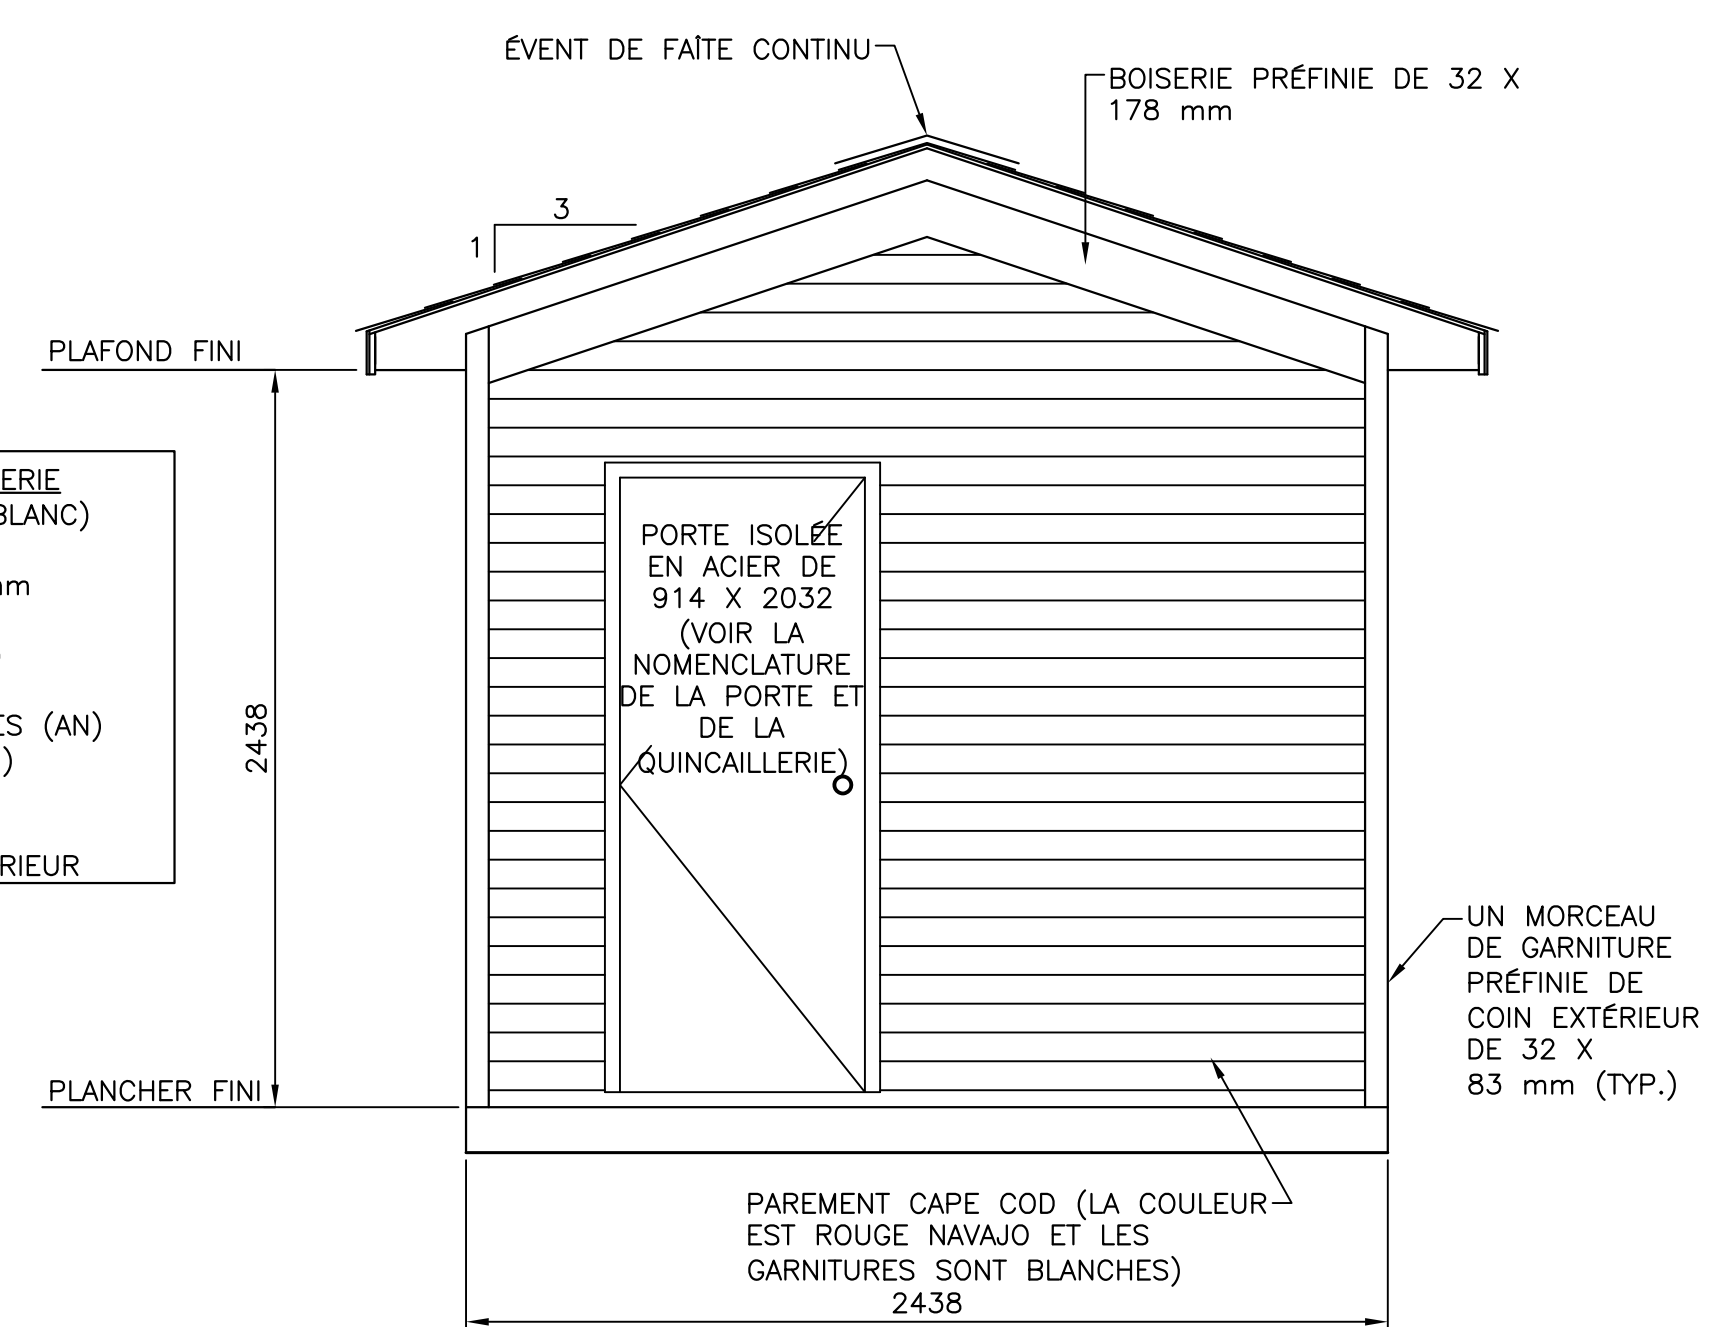 ÉVENT DE FAÎTE CONTINU
BOISERIE PRÉFINIE DE 32 X
178 mm
3
1
PLAFOND FINI
ERIE
BLANC)
mm
ES (AN)
)
RIEUR
2438
PORTE ISOLÉE
EN ACIER DE
914 X 2032
(VOIR LA
NOMENCLATURE
DE LA PORTE ET
DE LA
QUINCAILLERIE)
UN MORCEAU
DE GARNITURE
PRÉFINIE DE
COIN EXTÉRIEUR
DE 32 X
83 mm (TYP.)
PLANCHER FINI
PAREMENT CAPE COD (LA COULEUR
EST ROUGE NAVAJO ET LES
GARNITURES SONT BLANCHES)
2438